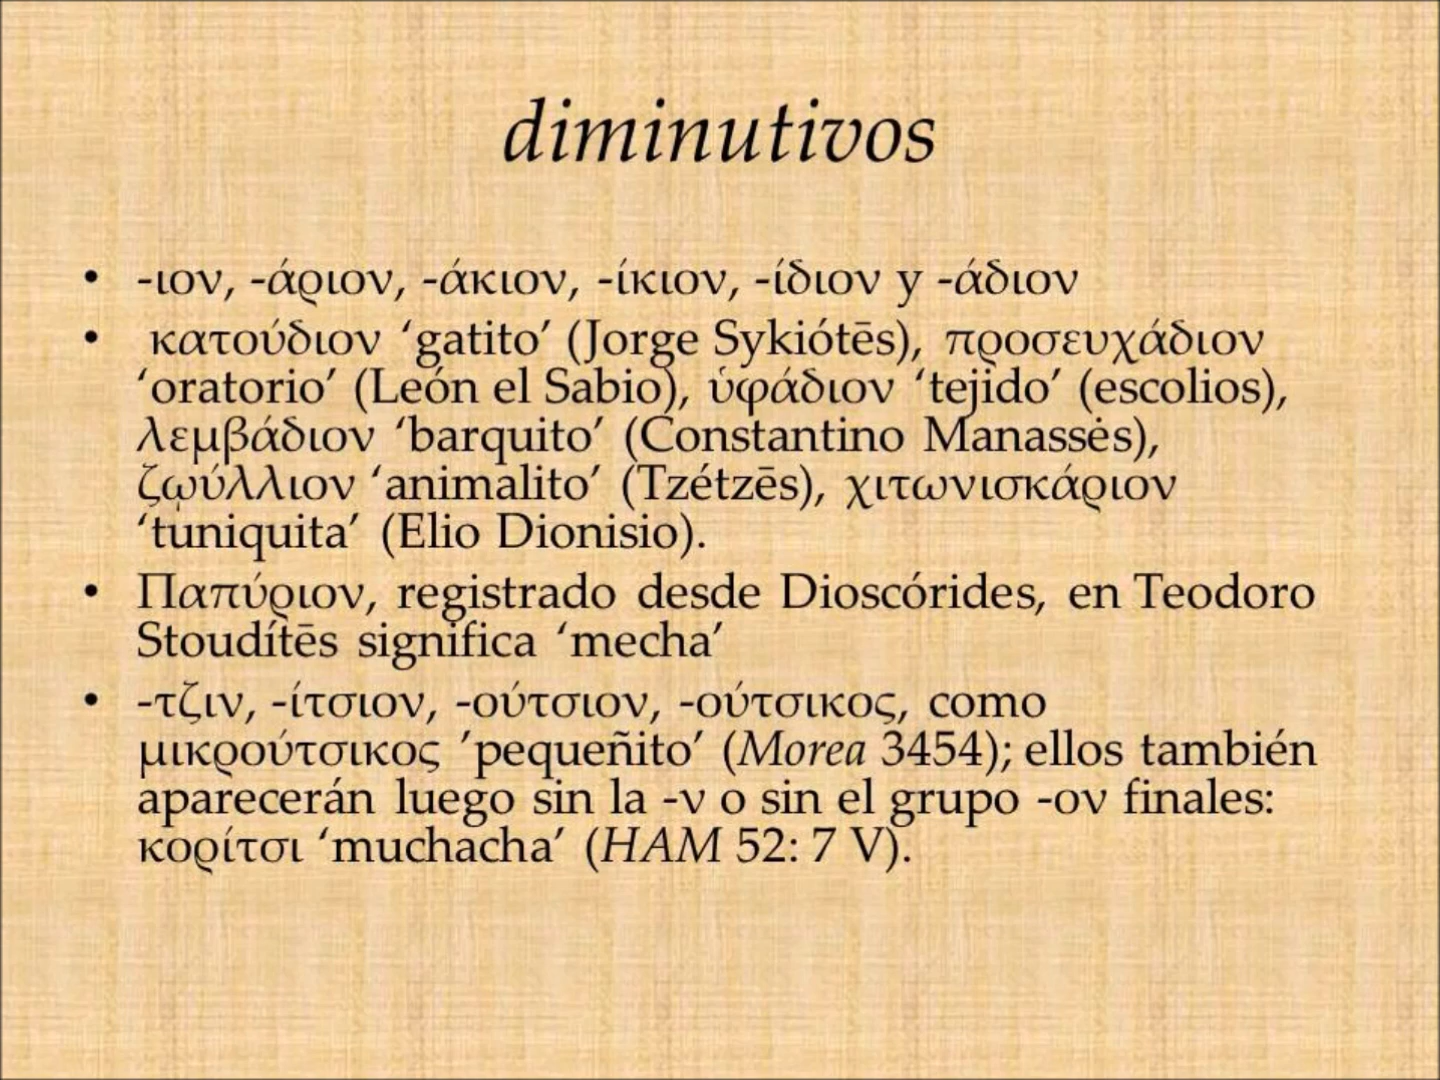 diminutivos
• -ιον, -άριον, -άκιον, -ίκιον, -ίδιον y -άδιον
• κατούδιον ‘gatito’ (Jorge Sykiótēs), προσευχάδιον
‘oratorio’ (León el Sabio), ὑφάδιον ‘tejido’ (escolios),
λεμβάδιον ‘barquito’ (Constantino Manassės),
ζῳύλλιον ‘animalito’ (Tzétzēs), χιτωνισκάριον
‘tuniquita’ (Elio Dionisio).
• Παπύριον, registrado desde Dioscórides, en Teodoro
Stoudítēs significa ‘mecha’
• -τζιν, -ίτσιον, -ούτσιον, -ούτσικος, como
μικρούτσικος ’pequeñito’ (Morea 3454); ellos también
aparecerán luego sin la -ν o sin el grupo -ον finales:
κορίτσι ‘muchacha’ (HAM 52: 7 V).